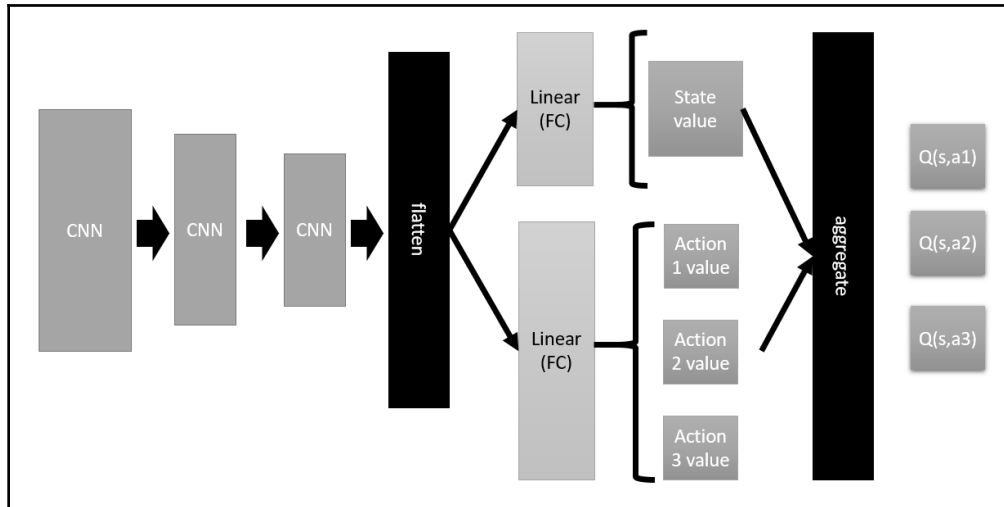 CNN
CNN
CNN
flatten
Linear
(FC)
State
value
Linear
(FC)
Action
1 value
Action
2 value
Action
3 value
aggregate
Q(s,a1)
Q(s,a2)
Q(s,a3)